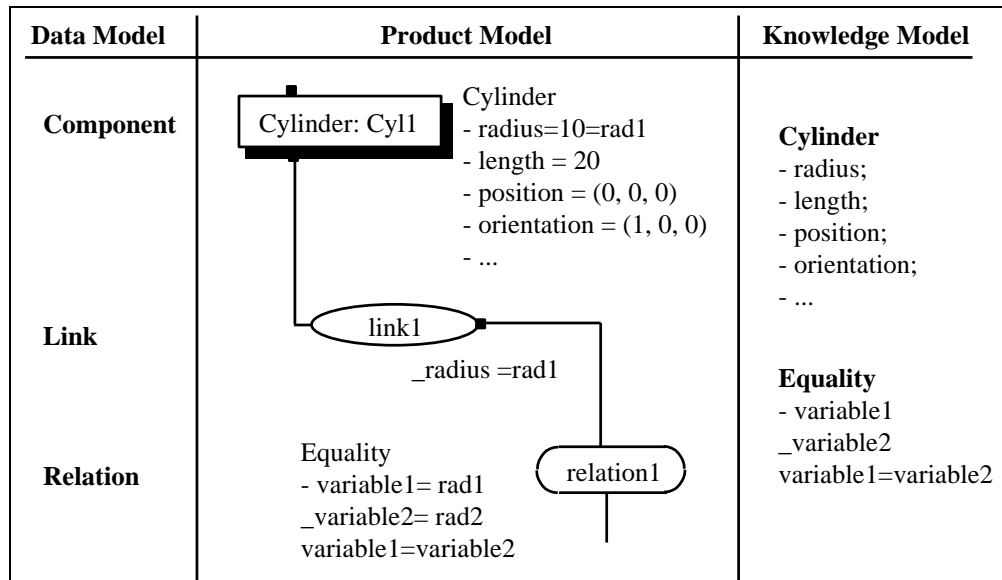 Data Model
Product Model
Knowledge Model
Component
Cylinder: Cyl1
Cylinder
- radius=10=rad1
- length = 20
- position = (0, 0, 0)
- orientation = (1, 0, 0)
- ...
Cylinder
- radius;
- length;
- position;
- orientation;
- ...
Link
link1
_radius =rad1
Relation
Equality
- variable1= rad1
_variable2= rad2
variable1=variable2
relation1
Equality
- variable1
_variable2
variable1=variable2